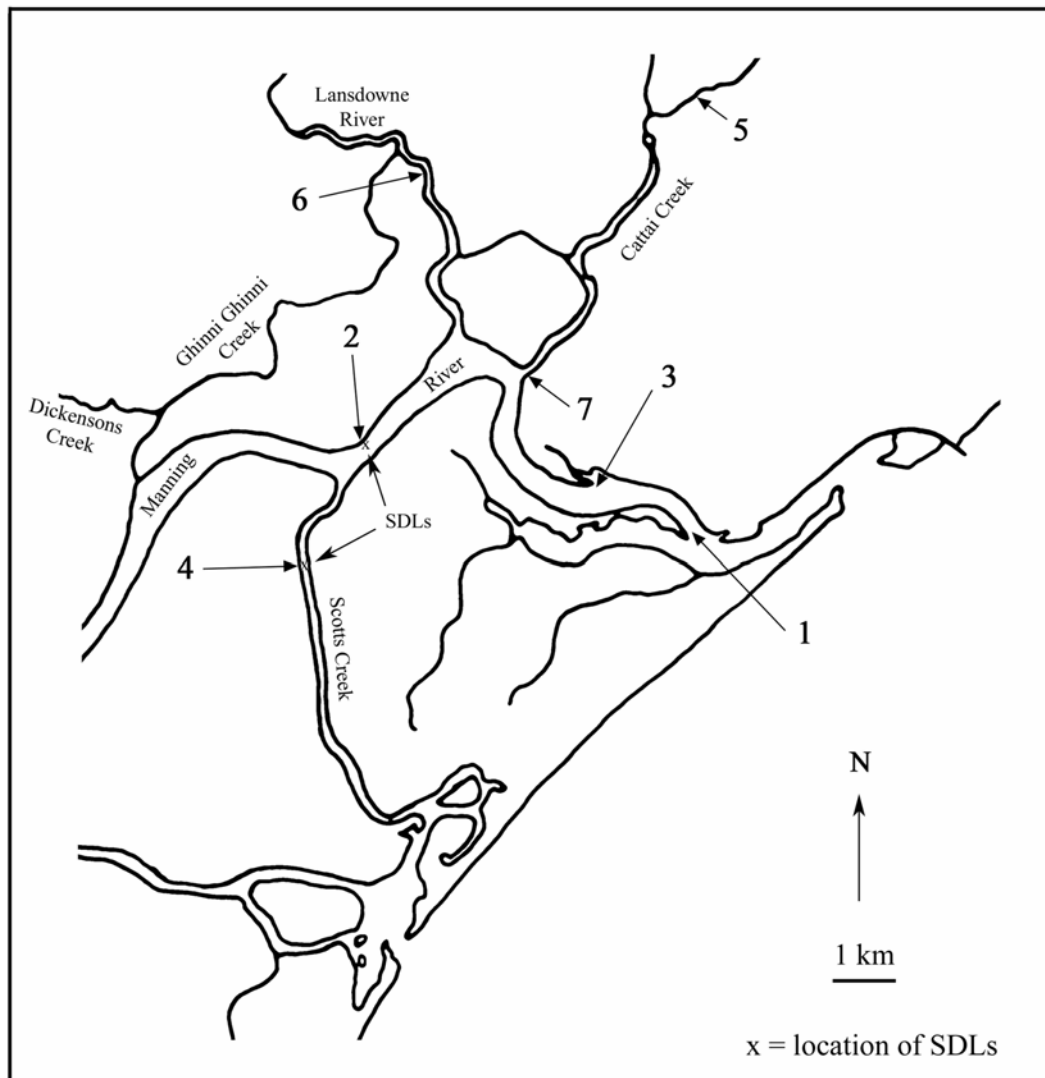 Lansdowne
River
5
6
Cattai Creek
Ghinni Ghinni
Creek
2
River
3
7
Dickensons
Creek
Manning
SDLs
4
Scotts Creek
1
N
1 km
x
x
x = location of SDLs